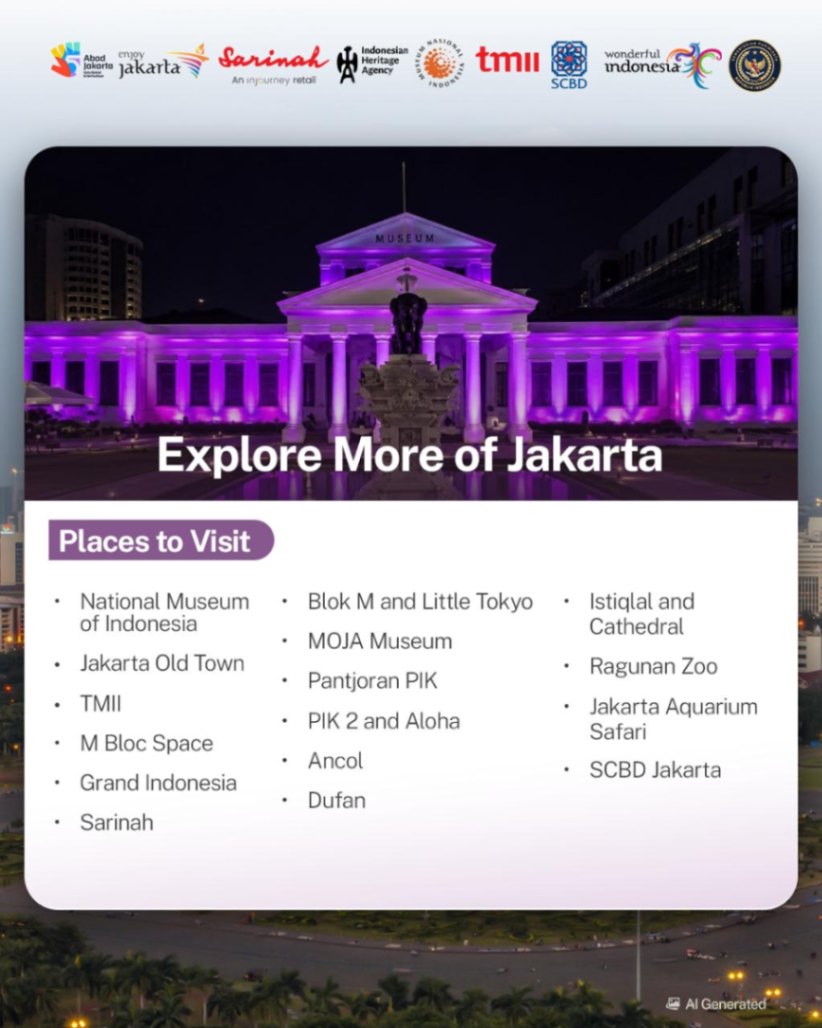 Abad
Jakarta
enjoy
jakarta
Sarinah
An injourney retail
Indonesian
Heritage
Agency
MUSEUM NASIONAL INDONESIA
tmii
SCBD
wonderful
indonesia
MUSEUM
Explore More of Jakarta
Places to Visit
• National Museum
of Indonesia
• Jakarta Old Town
• TMII
• M Bloc Space
• Grand Indonesia
• Sarinah
• Blok M and Little Tokyo
• MOJA Museum
• Pantjoran PIK
• PIK 2 and Aloha
• Ancol
• Dufan
• Istiqlal and
Cathedral
• Ragunan Zoo
• Jakarta Aquarium
Safari
• SCBD Jakarta
AI Generated